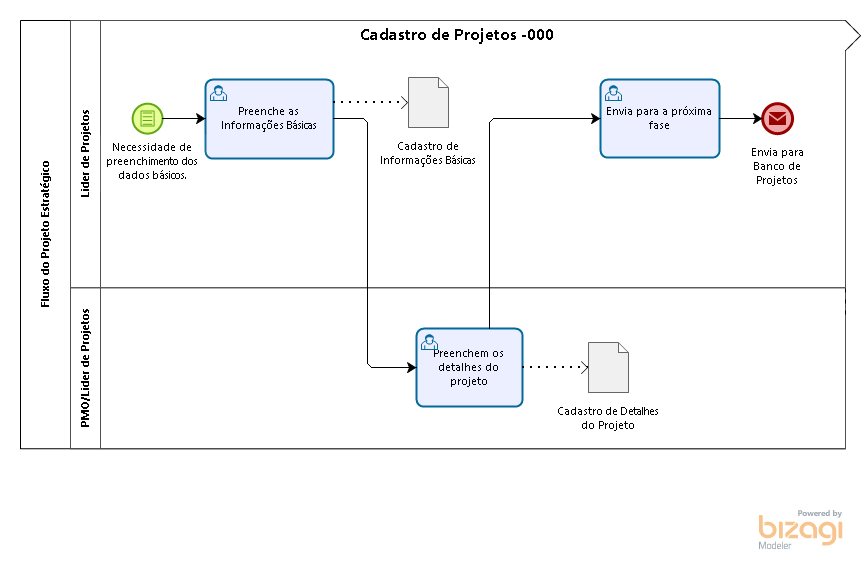 Cadastro de Projetos -000
Fluxo do Projeto Estratégico
Líder de Projetos
Necessidade de
preenchimento dos
dados básicos.
Preenche as
Informações Básicas
Cadastro de
Informações Básicas
Envia para a próxima
fase
Envia para
Banco de
Projetos
PMO/Líder de Projetos
Preenchem os
detalhes do
projeto
Cadastro de Detalhes
do Projeto
Powered by
bizagi
Modeler